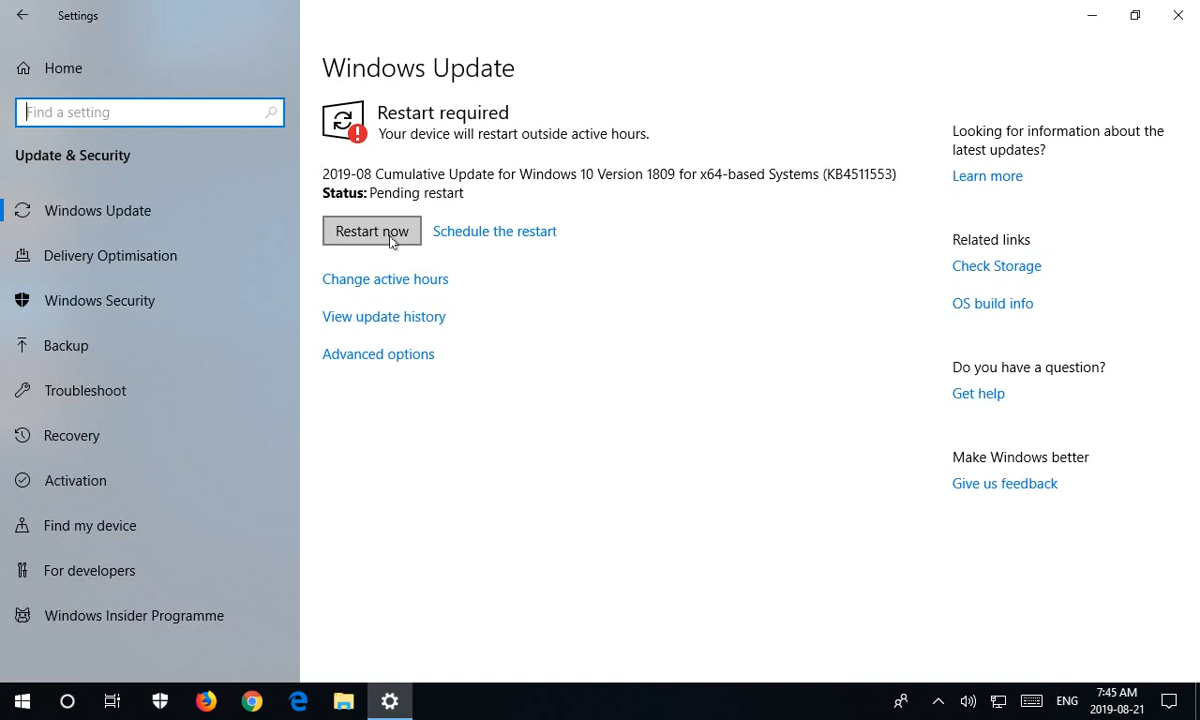 Settings
Home
Find a setting
Update & Security
Windows Update
Delivery Optimisation
Windows Security
Backup
Troubleshoot
Recovery
Activation
Find my device
For developers
Windows Insider Programme
Windows Update
Restart required
Your device will restart outside active hours.
2019-08 Cumulative Update for Windows 10 Version 1809 for x64-based Systems (KB4511553)
Status: Pending restart
Restart now
Schedule the restart
Change active hours
View update history
Advanced options
Looking for information about the
latest updates?
Learn more
Related links
Check Storage
OS build info
Do you have a question?
Get help
Make Windows better
Give us feedback
ENG
7:45 AM
2019-08-21